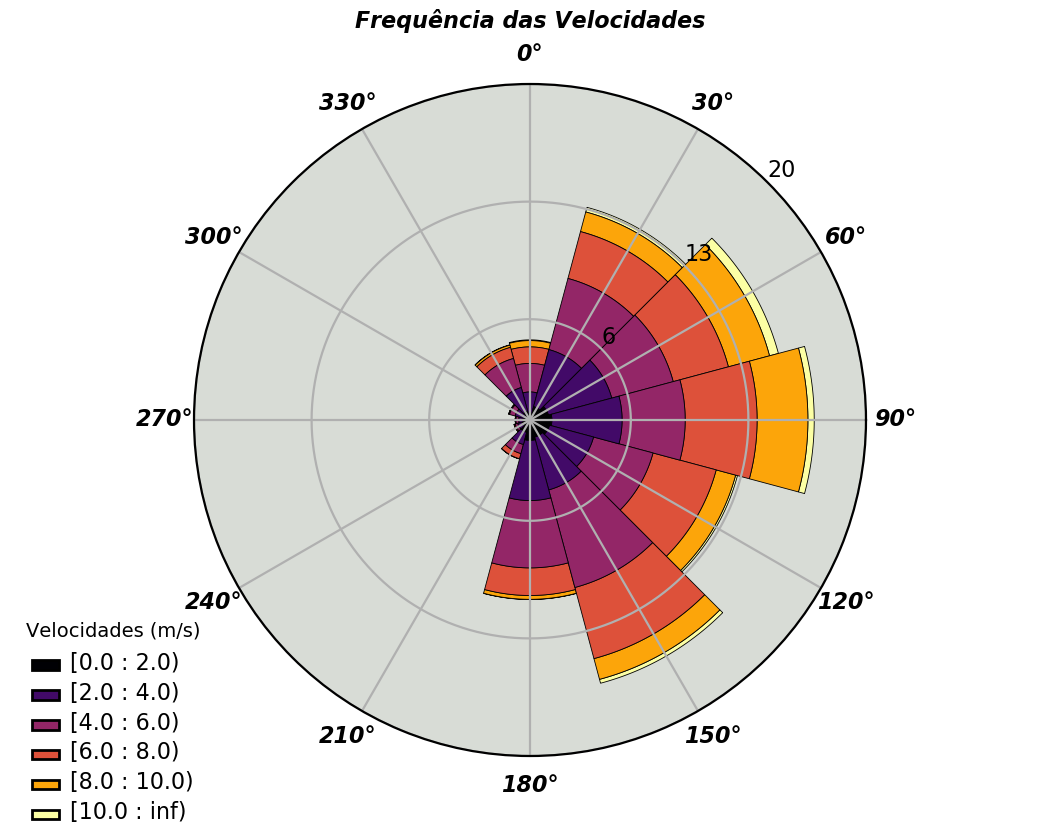 Frequência das Velocidades
0°
330°
30°
20
300°
60°
13
6
270°
90°
240°
120°
210°
150°
180°
Velocidades (m/s)
[0.0 : 2.0)
[2.0 : 4.0)
[4.0 : 6.0)
[6.0 : 8.0)
[8.0 : 10.0)
[10.0 : inf)